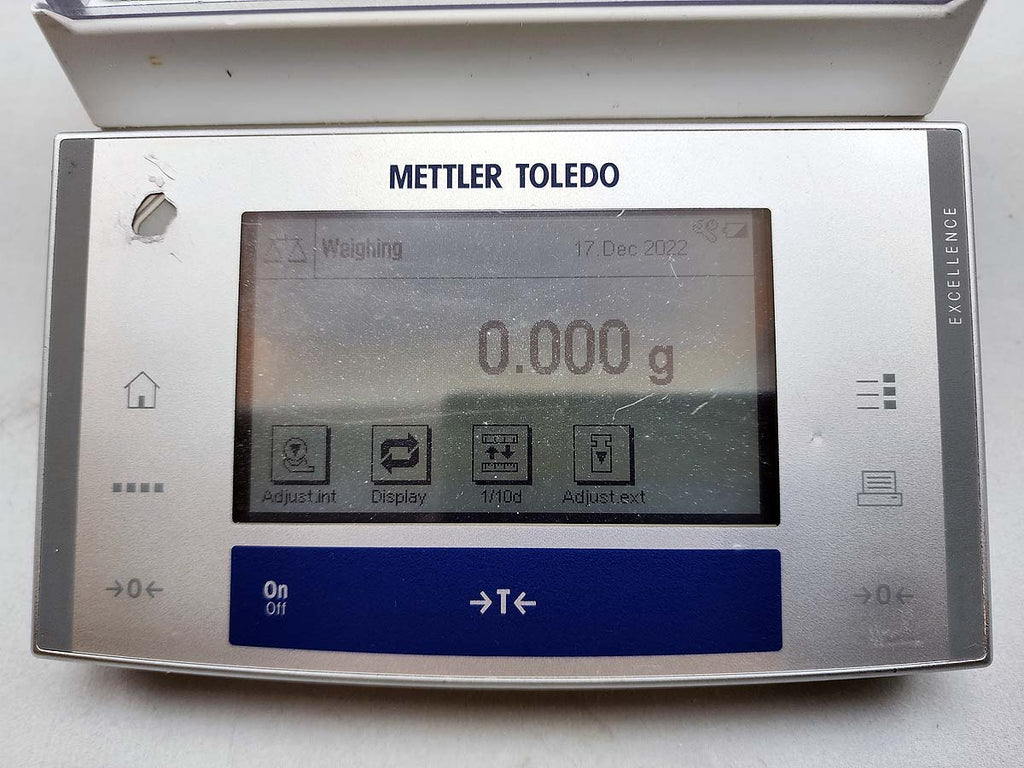 METTLER TOLEDO
EXCELLENCE
Weighing 17.Dec 2022
0.000 g
Adjust.int Display 1/10d Adjust.ext
→0← On →T← →0←
Off